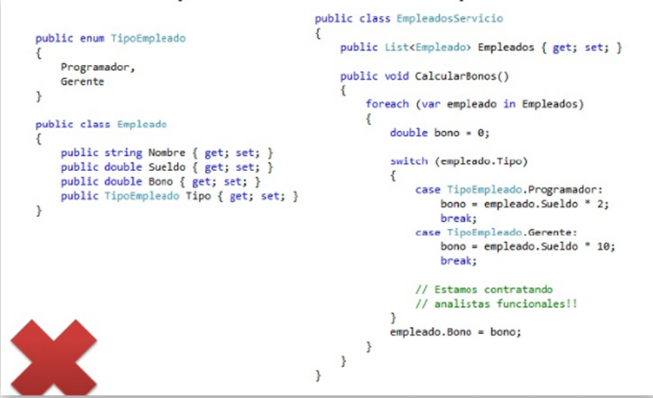 public enum TipoEmpleado
{
Programador,
Gerente
}
public class Empleado
{
public string Nombre { get; set; }
public double Sueldo { get; set; }
public double Bono { get; set; }
public TipoEmpleado Tipo { get; set; }
}
public class EmpleadosServicio
{
public List<Empleado> Empleados { get; set; }
public void CalcularBonos()
{
foreach (var empleado in Empleados)
{
double bono = 0;
switch (empleado.Tipo)
{
case TipoEmpleado.Programador:
bono = empleado.Sueldo * 2;
break;
case TipoEmpleado.Gerente:
bono = empleado.Sueldo * 10;
break;
// Estamos contratando
// analistas funcionales!!
}
empleado.Bono = bono;
}
}
}